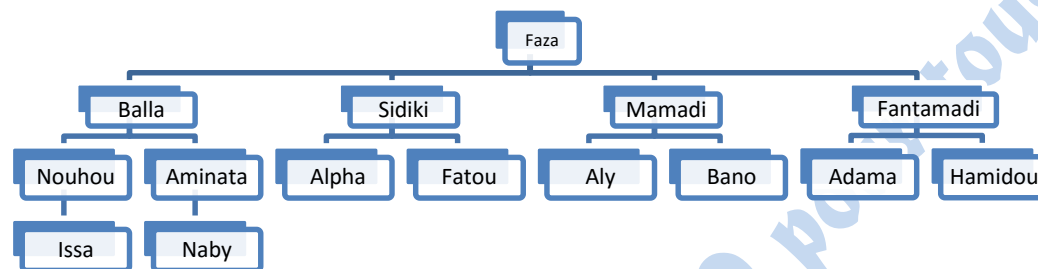 Faza
Balla Sidiki Mamadi Fantamadi
Nouhou Aminata Alpha Fatou Aly Bano Adama Hamidou
Issa Naby